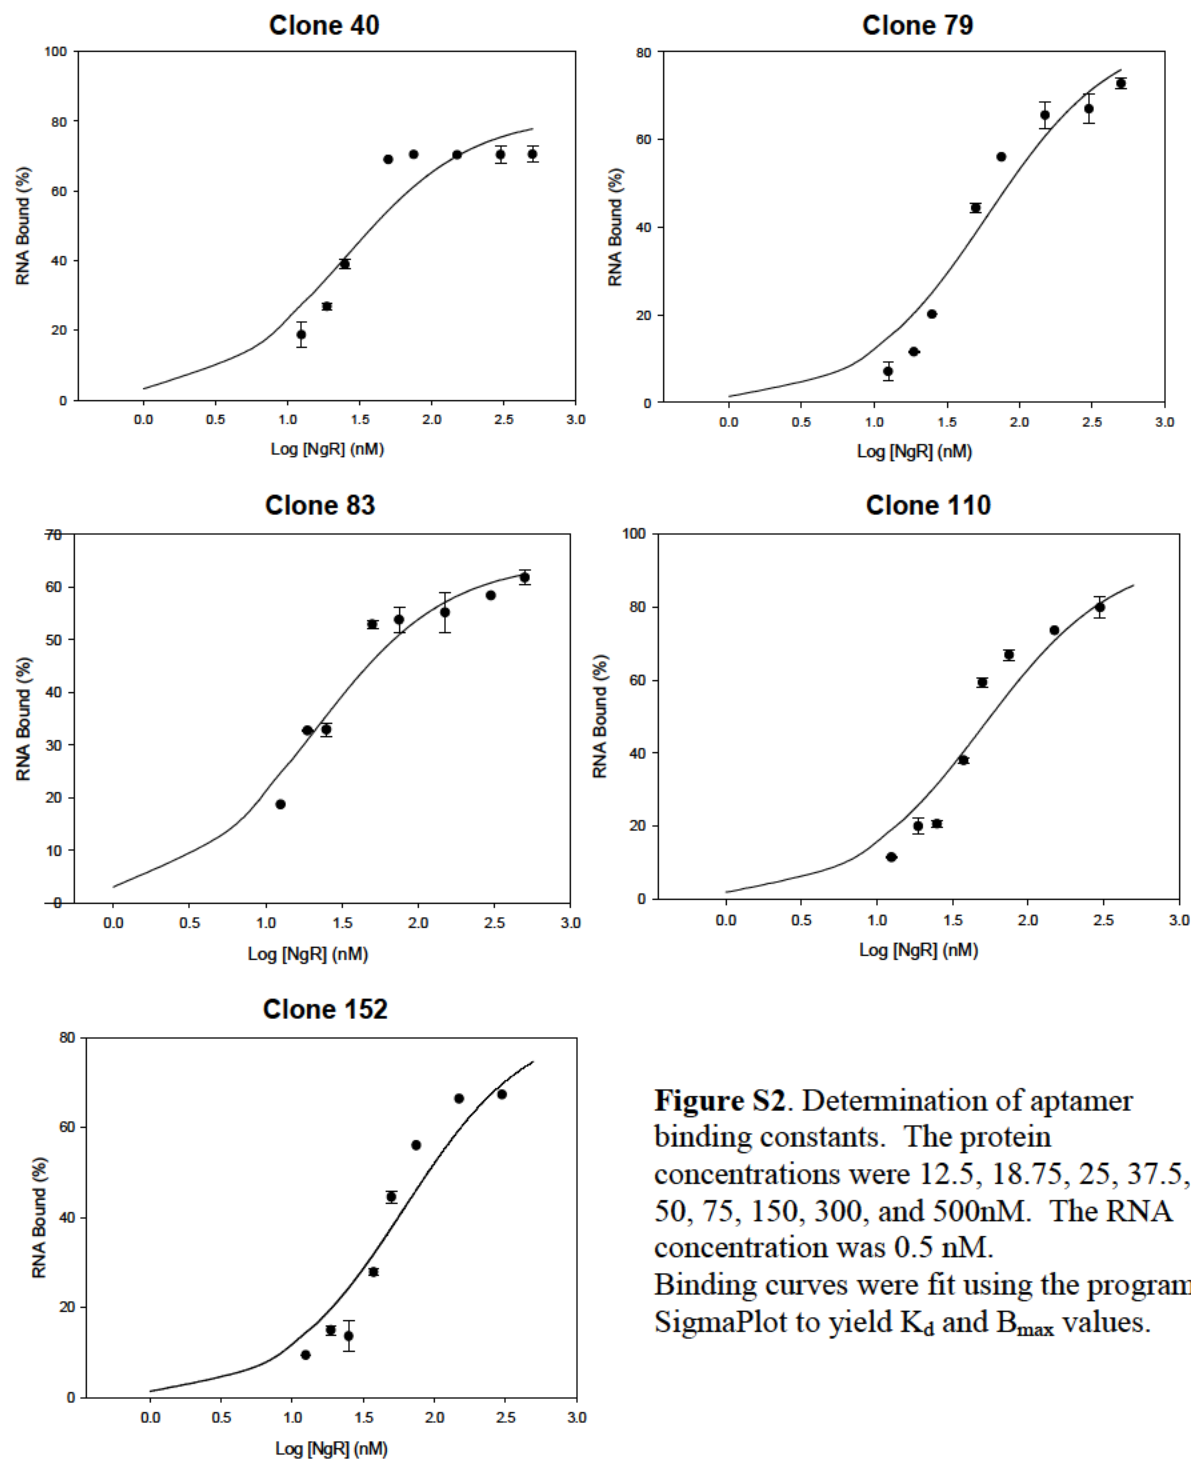 Clone 40
100
80
60
40
20
0
RNA Bound (%)
0.0 0.5 1.0 1.5 2.0 2.5 3.0
Log [NgR] (nM)
Clone 79
80
60
40
20
0
RNA Bound (%)
0.0 0.5 1.0 1.5 2.0 2.5 3.0
Log [NgR] (nM)
Clone 83
70
60
50
40
30
20
10
0
RNA Bound (%)
0.0 0.5 1.0 1.5 2.0 2.5 3.0
Log [NgR] (nM)
Clone 110
100
80
60
40
20
0
RNA Bound (%)
0.0 0.5 1.0 1.5 2.0 2.5 3.0
Log [NgR] (nM)
Clone 152
80
60
40
20
0
RNA Bound (%)
0.0 0.5 1.0 1.5 2.0 2.5 3.0
Log [NgR] (nM)
Figure S2. Determination of aptamer
binding constants. The protein
concentrations were 12.5, 18.75, 25, 37.5,
50, 75, 150, 300, and 500nM. The RNA
concentration was 0.5 nM.
Binding curves were fit using the program
SigmaPlot to yield Kd and Bmax values.